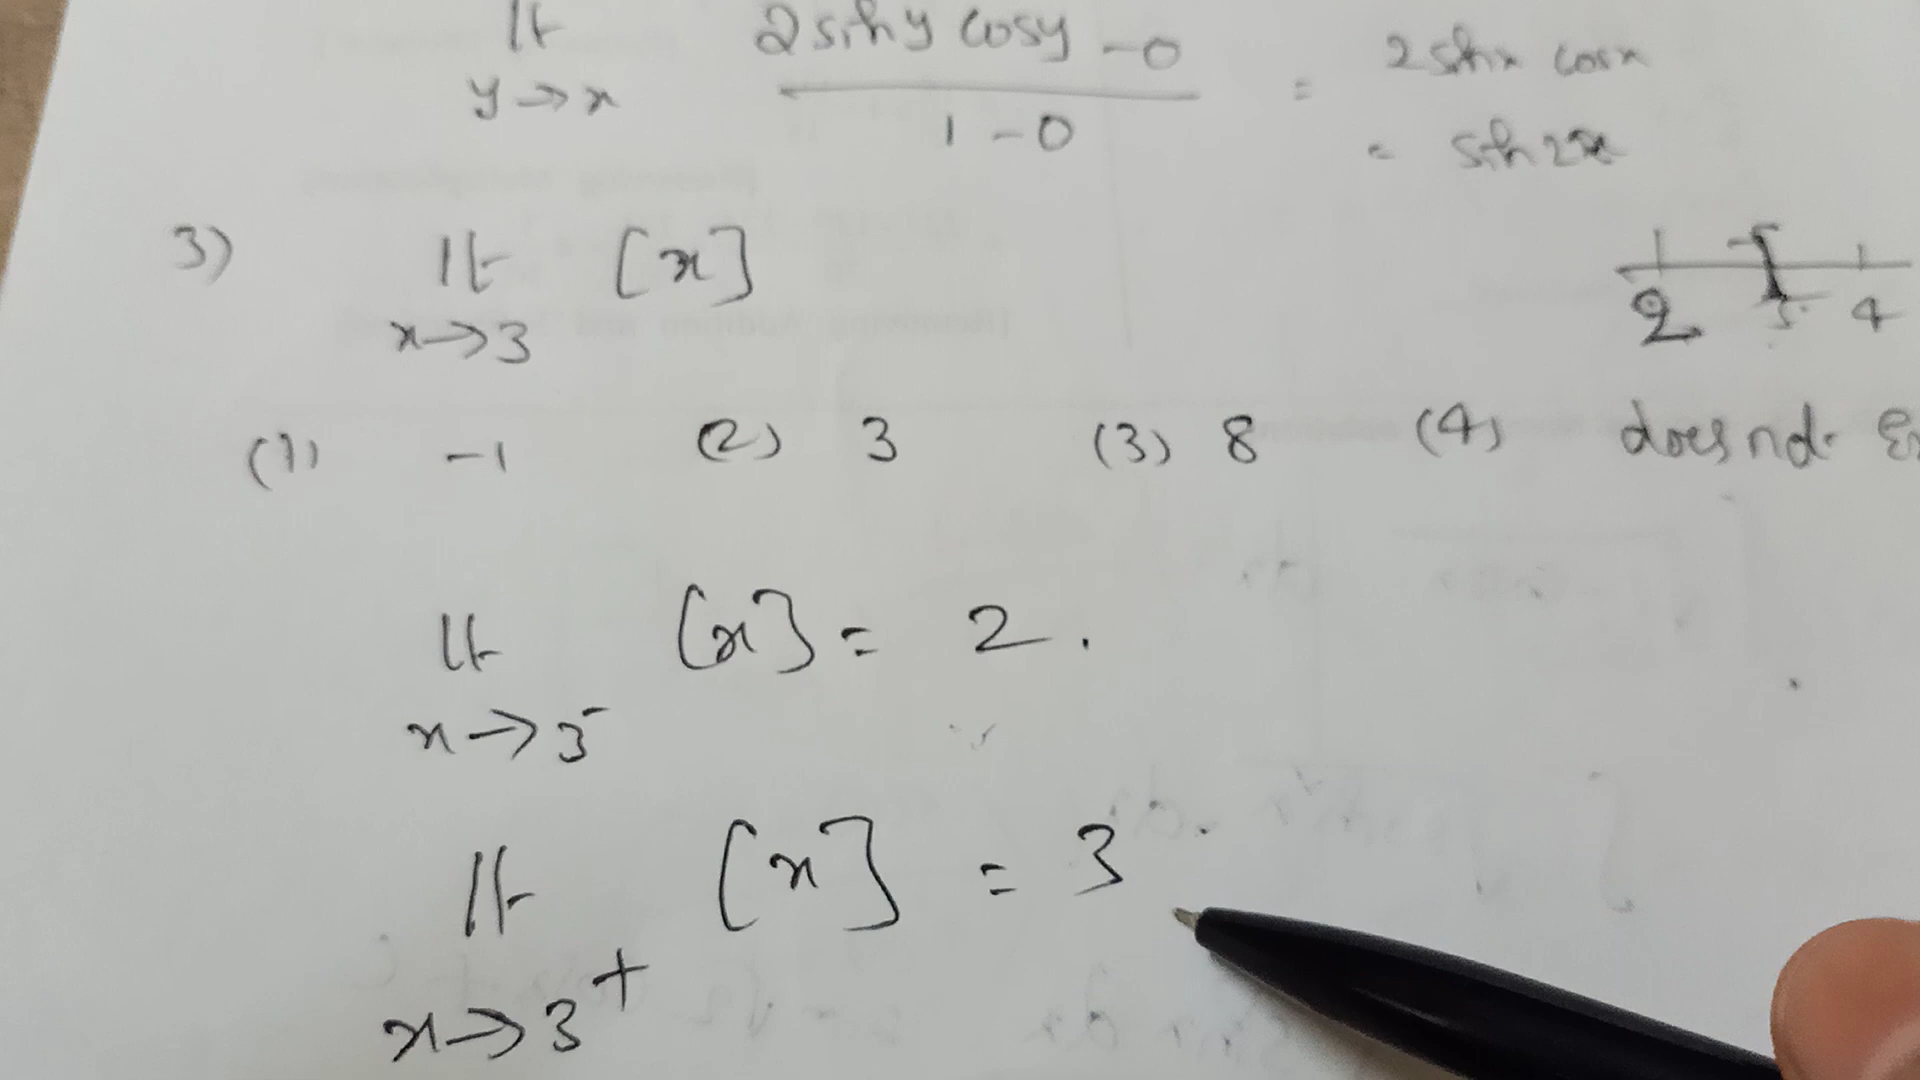 lt 2 sin y cos y - 0 = 2 sin x cos x
y → x 1 - 0 = sin 2x
3) lt [x]
x → 3 2 3 4
(1) -1 (2) 3 (3) 8 (4) does not
lt [x] = 2.
x → 3⁻
lt [x] = 3
x → 3⁺